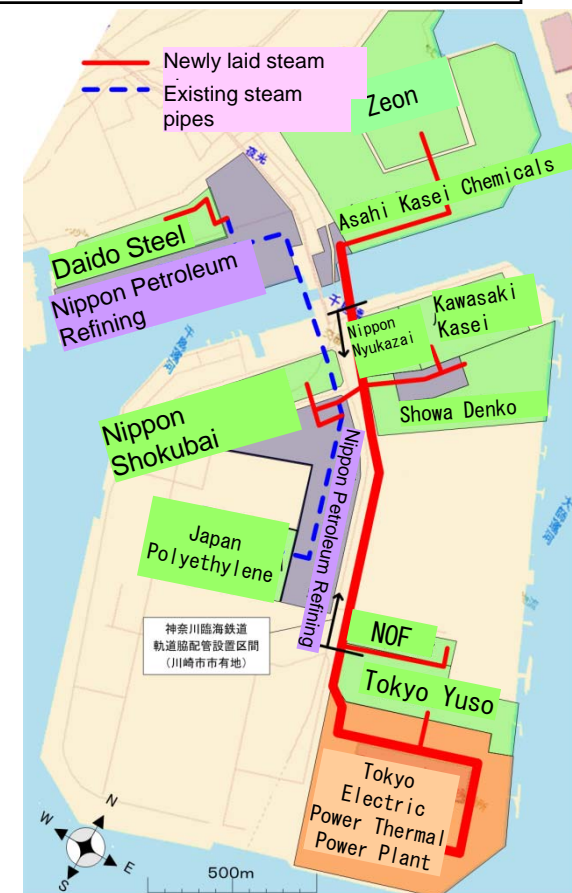 Newly laid steam
Existing steam
pipes
Zeon
夜光
Asahi Kasei Chemicals
Daido Steel
Nippon Petroleum
Refining
Nippon
Nyukazai
Kawasaki
Kasei
Showa Denko
Nippon
Shokubai
Nippon Petroleum Refining
Japan
Polyethylene
神奈川臨海鉄道
軌道脇配管設置区間
(川崎市市有地)
NOF
Tokyo Yuso
Tokyo
Electric
Power Thermal
Power Plant
N
W
E
S
500m